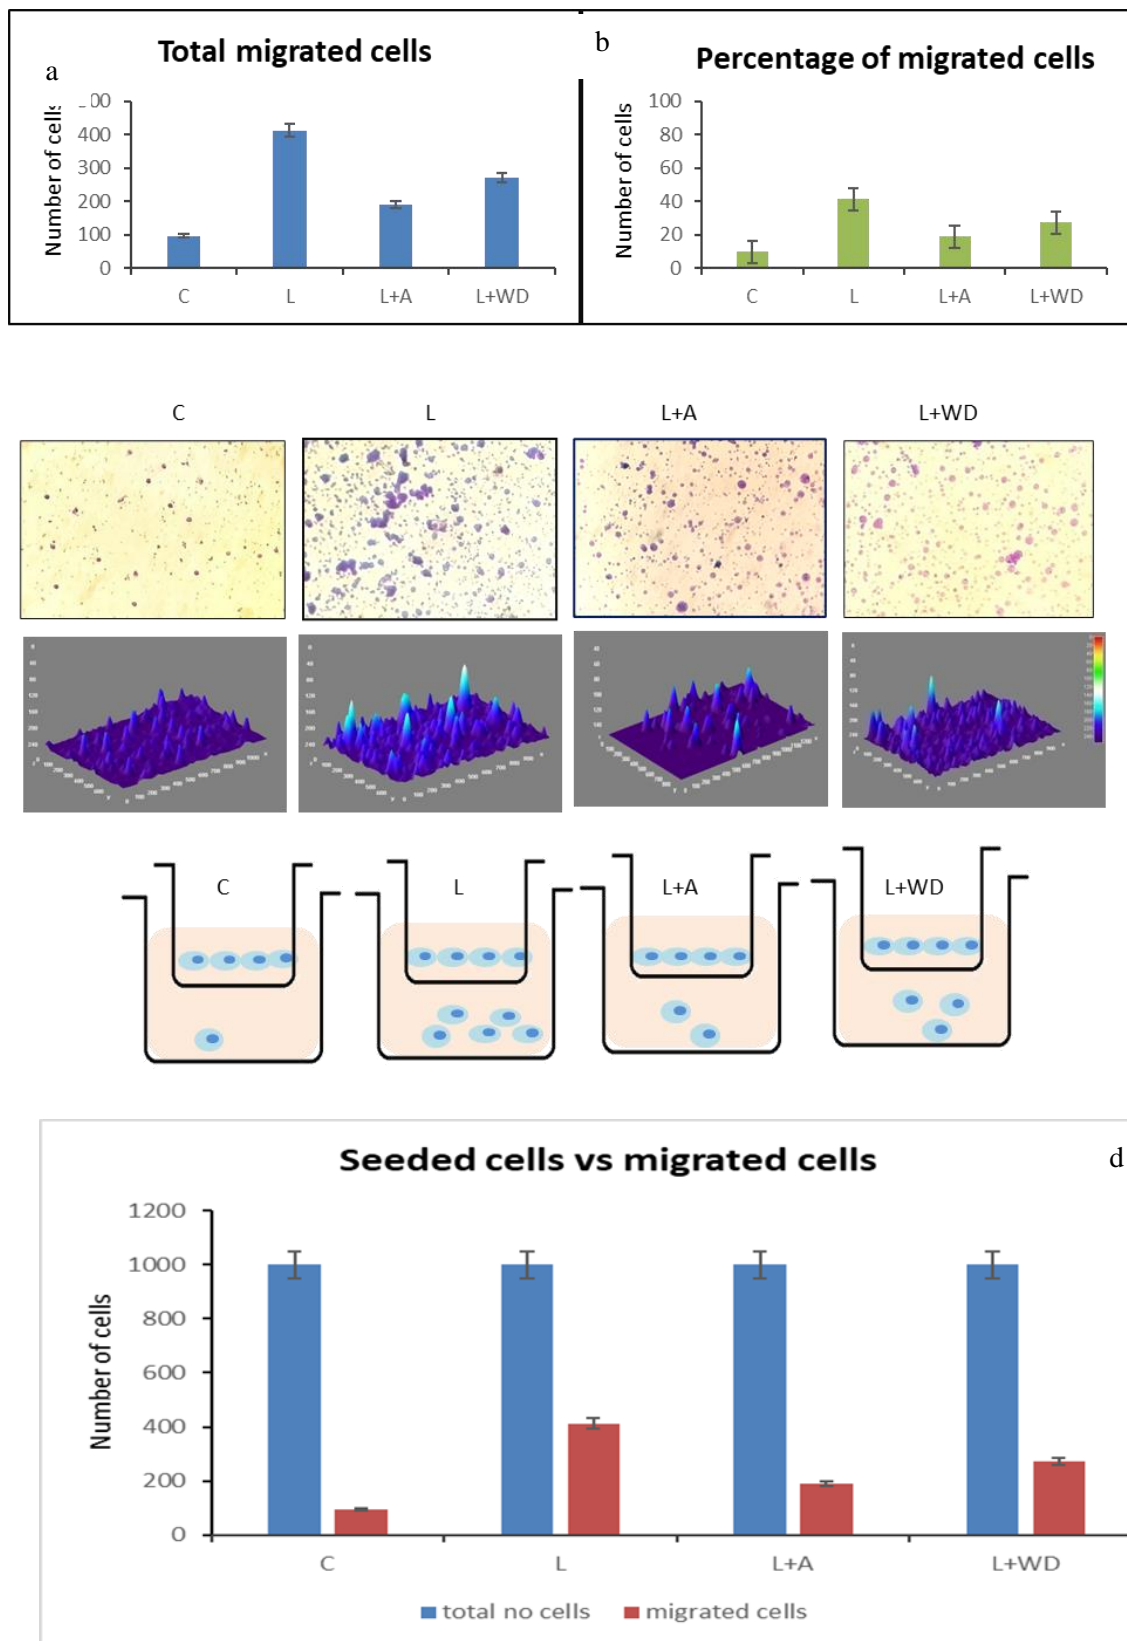 Total migrated cells
a
Number of cells
00
400
300
200
100
0
C L L+A L+WD
b
Percentage of migrated cells
Number of cells
100
80
60
40
20
0
C L L+A L+WD
C L L+A L+WD
C L L+A L+WD
Seeded cells vs migrated cells
d
Number of cells
1200
1000
800
600
400
200
0
C L L+A L+WD
total no cells migrated cells